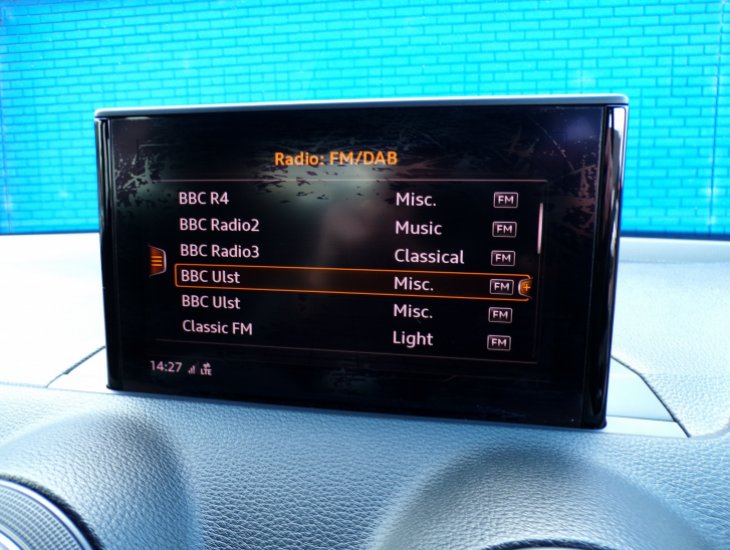 Radio: FM/DAB
BBC R4 Misc. FM
BBC Radio2 Music FM
BBC Radio3 Classical FM
BBC Ulst Misc. FM
BBC Ulst Misc. FM
Classic FM Light FM
14:27 LTE